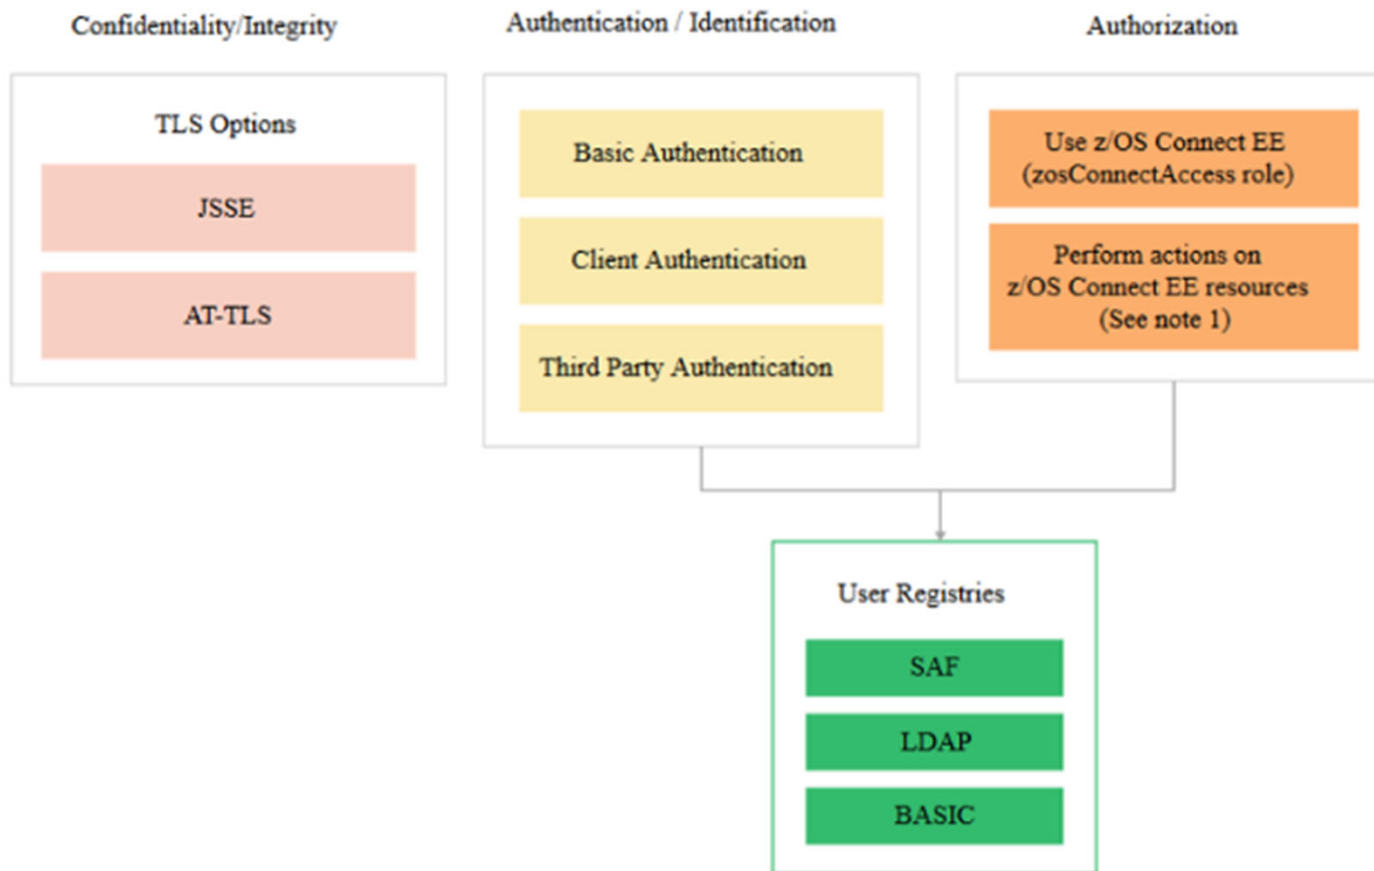 Confidentiality/Integrity
TLS Options
JSSE
AT-TLS
Authentication / Identification
Basic Authentication
Client Authentication
Third Party Authentication
Authorization
Use z/OS Connect EE
(zosConnectAccess role)
Perform actions on
z/OS Connect EE resources
(See note 1)
User Registries
SAF
LDAP
BASIC